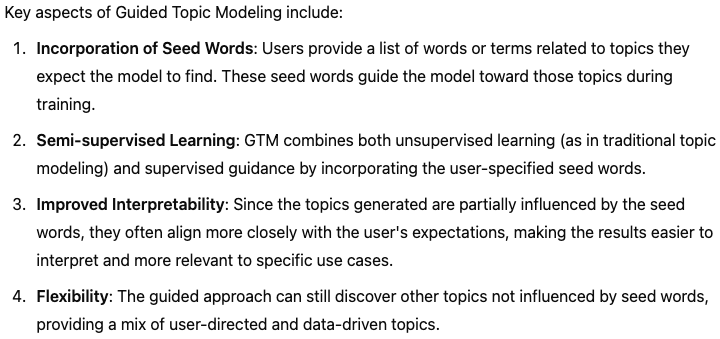 Key aspects of Guided Topic Modeling include:
1. Incorporation of Seed Words: Users provide a list of words or terms related to topics they
expect the model to find. These seed words guide the model toward those topics during
training.
2. Semi-supervised Learning: GTM combines both unsupervised learning (as in traditional topic
modeling) and supervised guidance by incorporating the user-specified seed words.
3. Improved Interpretability: Since the topics generated are partially influenced by the seed
words, they often align more closely with the user's expectations, making the results easier to
interpret and more relevant to specific use cases.
4. Flexibility: The guided approach can still discover other topics not influenced by seed words,
providing a mix of user-directed and data-driven topics.